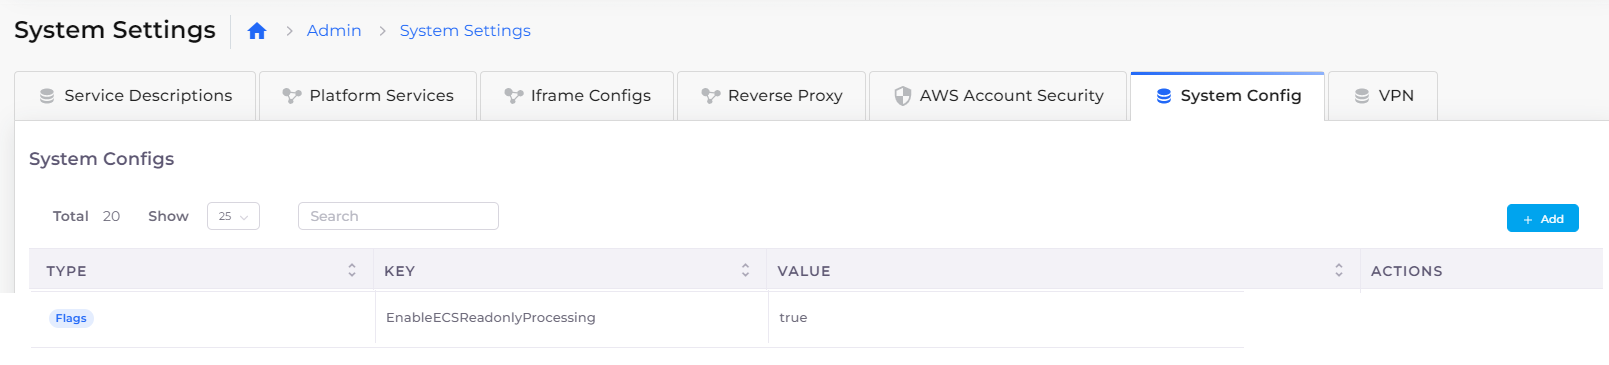 System Settings Admin System Settings
Service Descriptions Platform Services Iframe Configs Reverse Proxy AWS Account Security System Config VPN
System Configs
Total 20 Show 25 Search + Add
TYPE KEY VALUE ACTIONS
Flags EnableECSReadonlyProcessing true